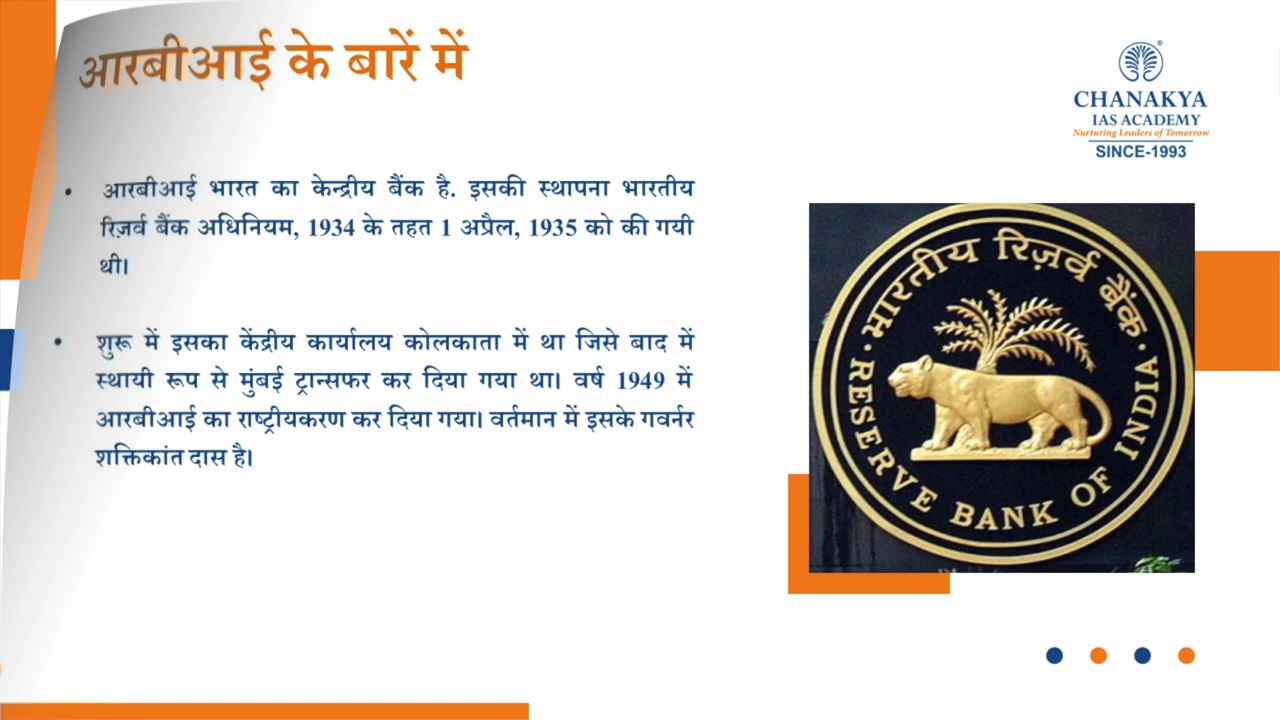 आरबीआई के बारें में
CHANAKYA
IAS ACADEMY
Nurturing Leaders of Tomorrow
SINCE-1993
• आरबीआई भारत का केन्द्रीय बैंक है. इसकी स्थापना भारतीय
रिज़र्व बैंक अधिनियम, 1934 के तहत 1 अप्रैल, 1935 को की गयी
थी।
• शुरू में इसका केंद्रीय कार्यालय कोलकाता में था जिसे बाद में
स्थायी रूप से मुंबई ट्रान्सफर कर दिया गया था। वर्ष 1949 में
आरबीआई का राष्ट्रीयकरण कर दिया गया। वर्तमान में इसके गवर्नर
शक्तिकांत दास है।
भारतीय रिज़र्व बैंक
RESERVE BANK OF INDIA